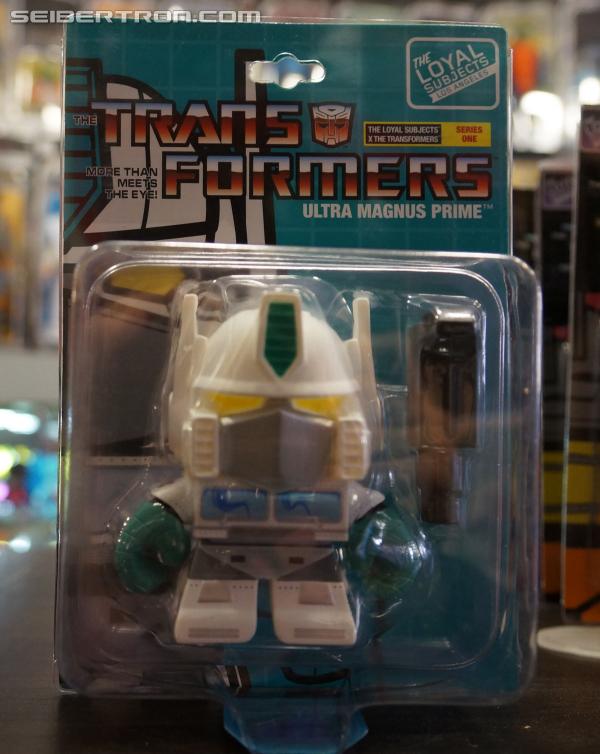 SEIBERTRON.COM
THE
LOYAL
SUBJECTS
LOS ANGELES
THE TRANS
FORMERS
MORE THAN
MEETS
THE EYE!
THE LOYAL SUBJECTS
X THE TRANSFORMERS
SERIES
ONE
ULTRA MAGNUS PRIME™